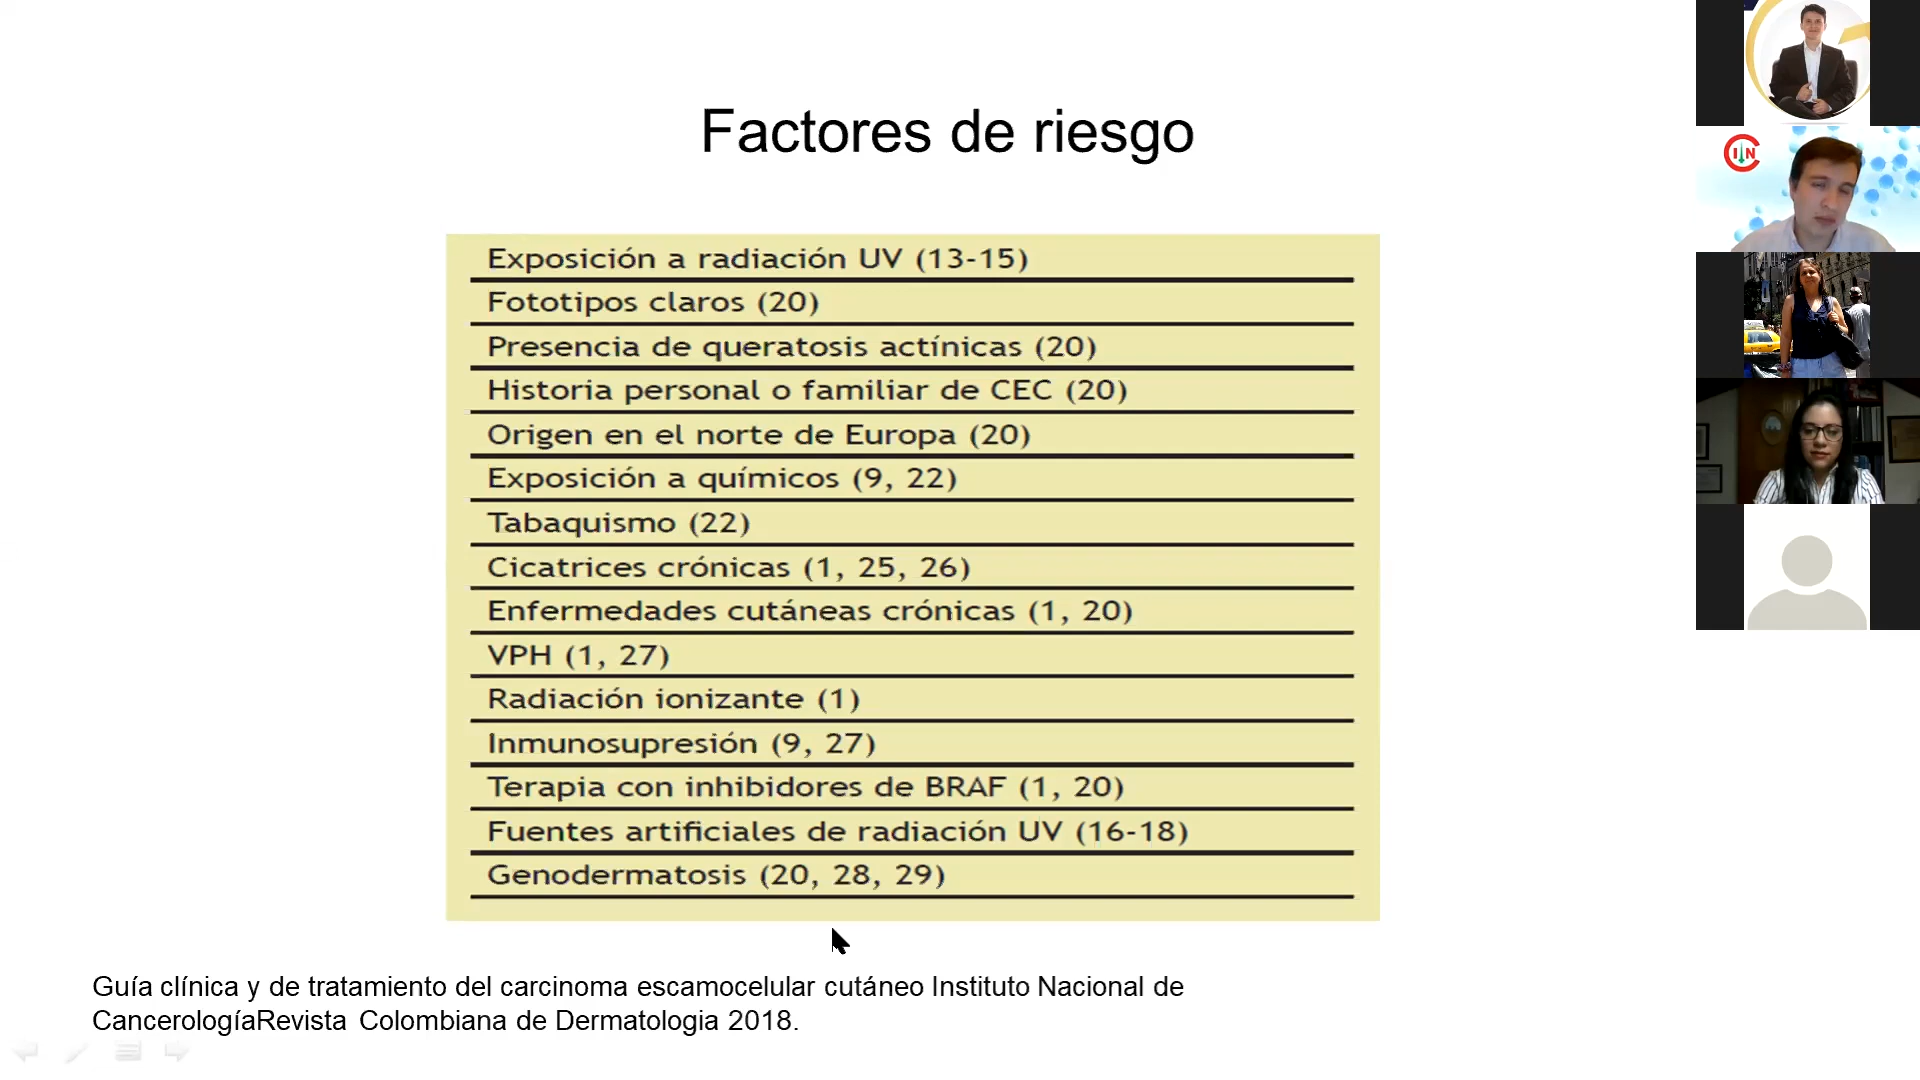 Factores de riesgo
Exposición a radiación UV (13-15)
Fototipos claros (20)
Presencia de queratosis actínicas (20)
Historia personal o familiar de CEC (20)
Origen en el norte de Europa (20)
Exposición a químicos (9, 22)
Tabaquismo (22)
Cicatrices crónicas (1, 25, 26)
Enfermedades cutáneas crónicas (1, 20)
VPH (1, 27)
Radiación ionizante (1)
Inmunosupresión (9, 27)
Terapia con inhibidores de BRAF (1, 20)
Fuentes artificiales de radiación UV (16-18)
Genodermatosis (20, 28, 29)
Guía clínica y de tratamiento del carcinoma escamocelular cutáneo Instituto Nacional de
CancerologíaRevista Colombiana de Dermatologia 2018.